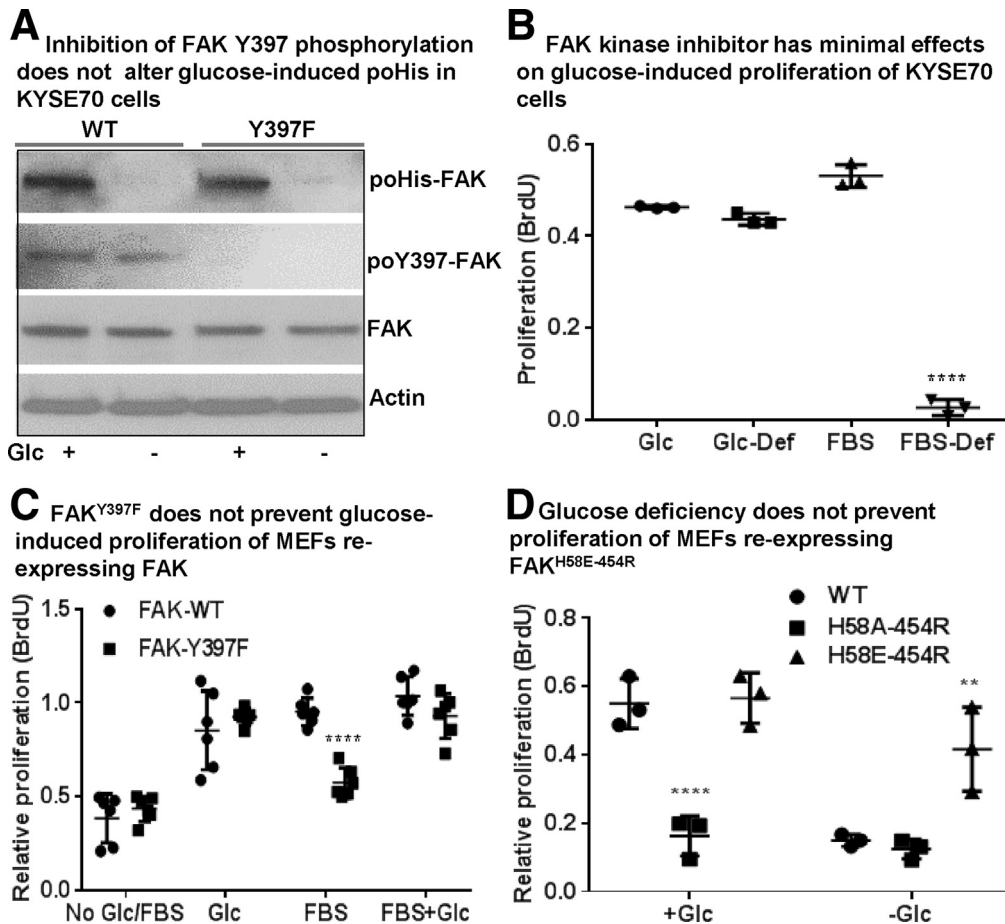 A Inhibition of FAK Y397 phosphorylation
does not alter glucose-induced poHis in
KYSE70 cells
WT Y397F
poHis-FAK
poY397-FAK
FAK
Actin
Glc + - + -
B FAK kinase inhibitor has minimal effects
on glucose-induced proliferation of KYSE70
cells
Proliferation (BrdU)
0.6
0.4
0.2
0.0
****
Glc Glc-Def FBS FBS-Def
C FAKY397F does not prevent glucose-
induced proliferation of MEFs re-
expressing FAK
Relative proliferation (BrdU)
1.5
1.0
0.5
0.0
FAK-WT
FAK-Y397F
****
No Glc/FBS Glc FBS FBS+Glc
D Glucose deficiency does not prevent
proliferation of MEFs re-expressing
FAKH58E-454R
Relative proliferation (BrdU)
0.8
0.6
0.4
0.2
0.0
WT
H58A-454R
H58E-454R
****
**
+Glc -Glc